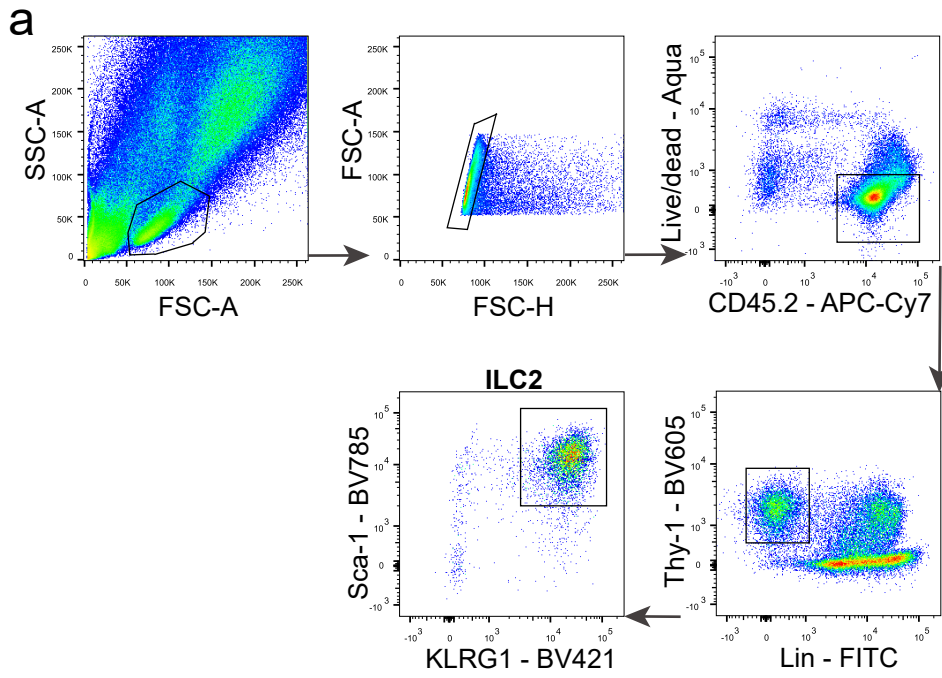 a
SSC-A
250K
200K
150K
100K
50K
0
0 50K 100K 150K 200K 250K
FSC-A
FSC-A
250K
200K
150K
100K
50K
0
0 50K 100K 150K 200K 250K
FSC-H
Live/dead - Aqua
10 5
10 4
10 3
0
-10 3
-10 3 0 10 3 10 4 10 5
CD45.2 - APC-Cy7
ILC2
Sca-1 - BV785
10 5
10 4
10 3
0
-10 3
-10 3 0 10 3 10 4 10 5
KLRG1 - BV421
Thy-1 - BV605
10 5
10 4
10 3
0
-10 3
-10 3 0 10 3 10 4 10 5
Lin - FITC